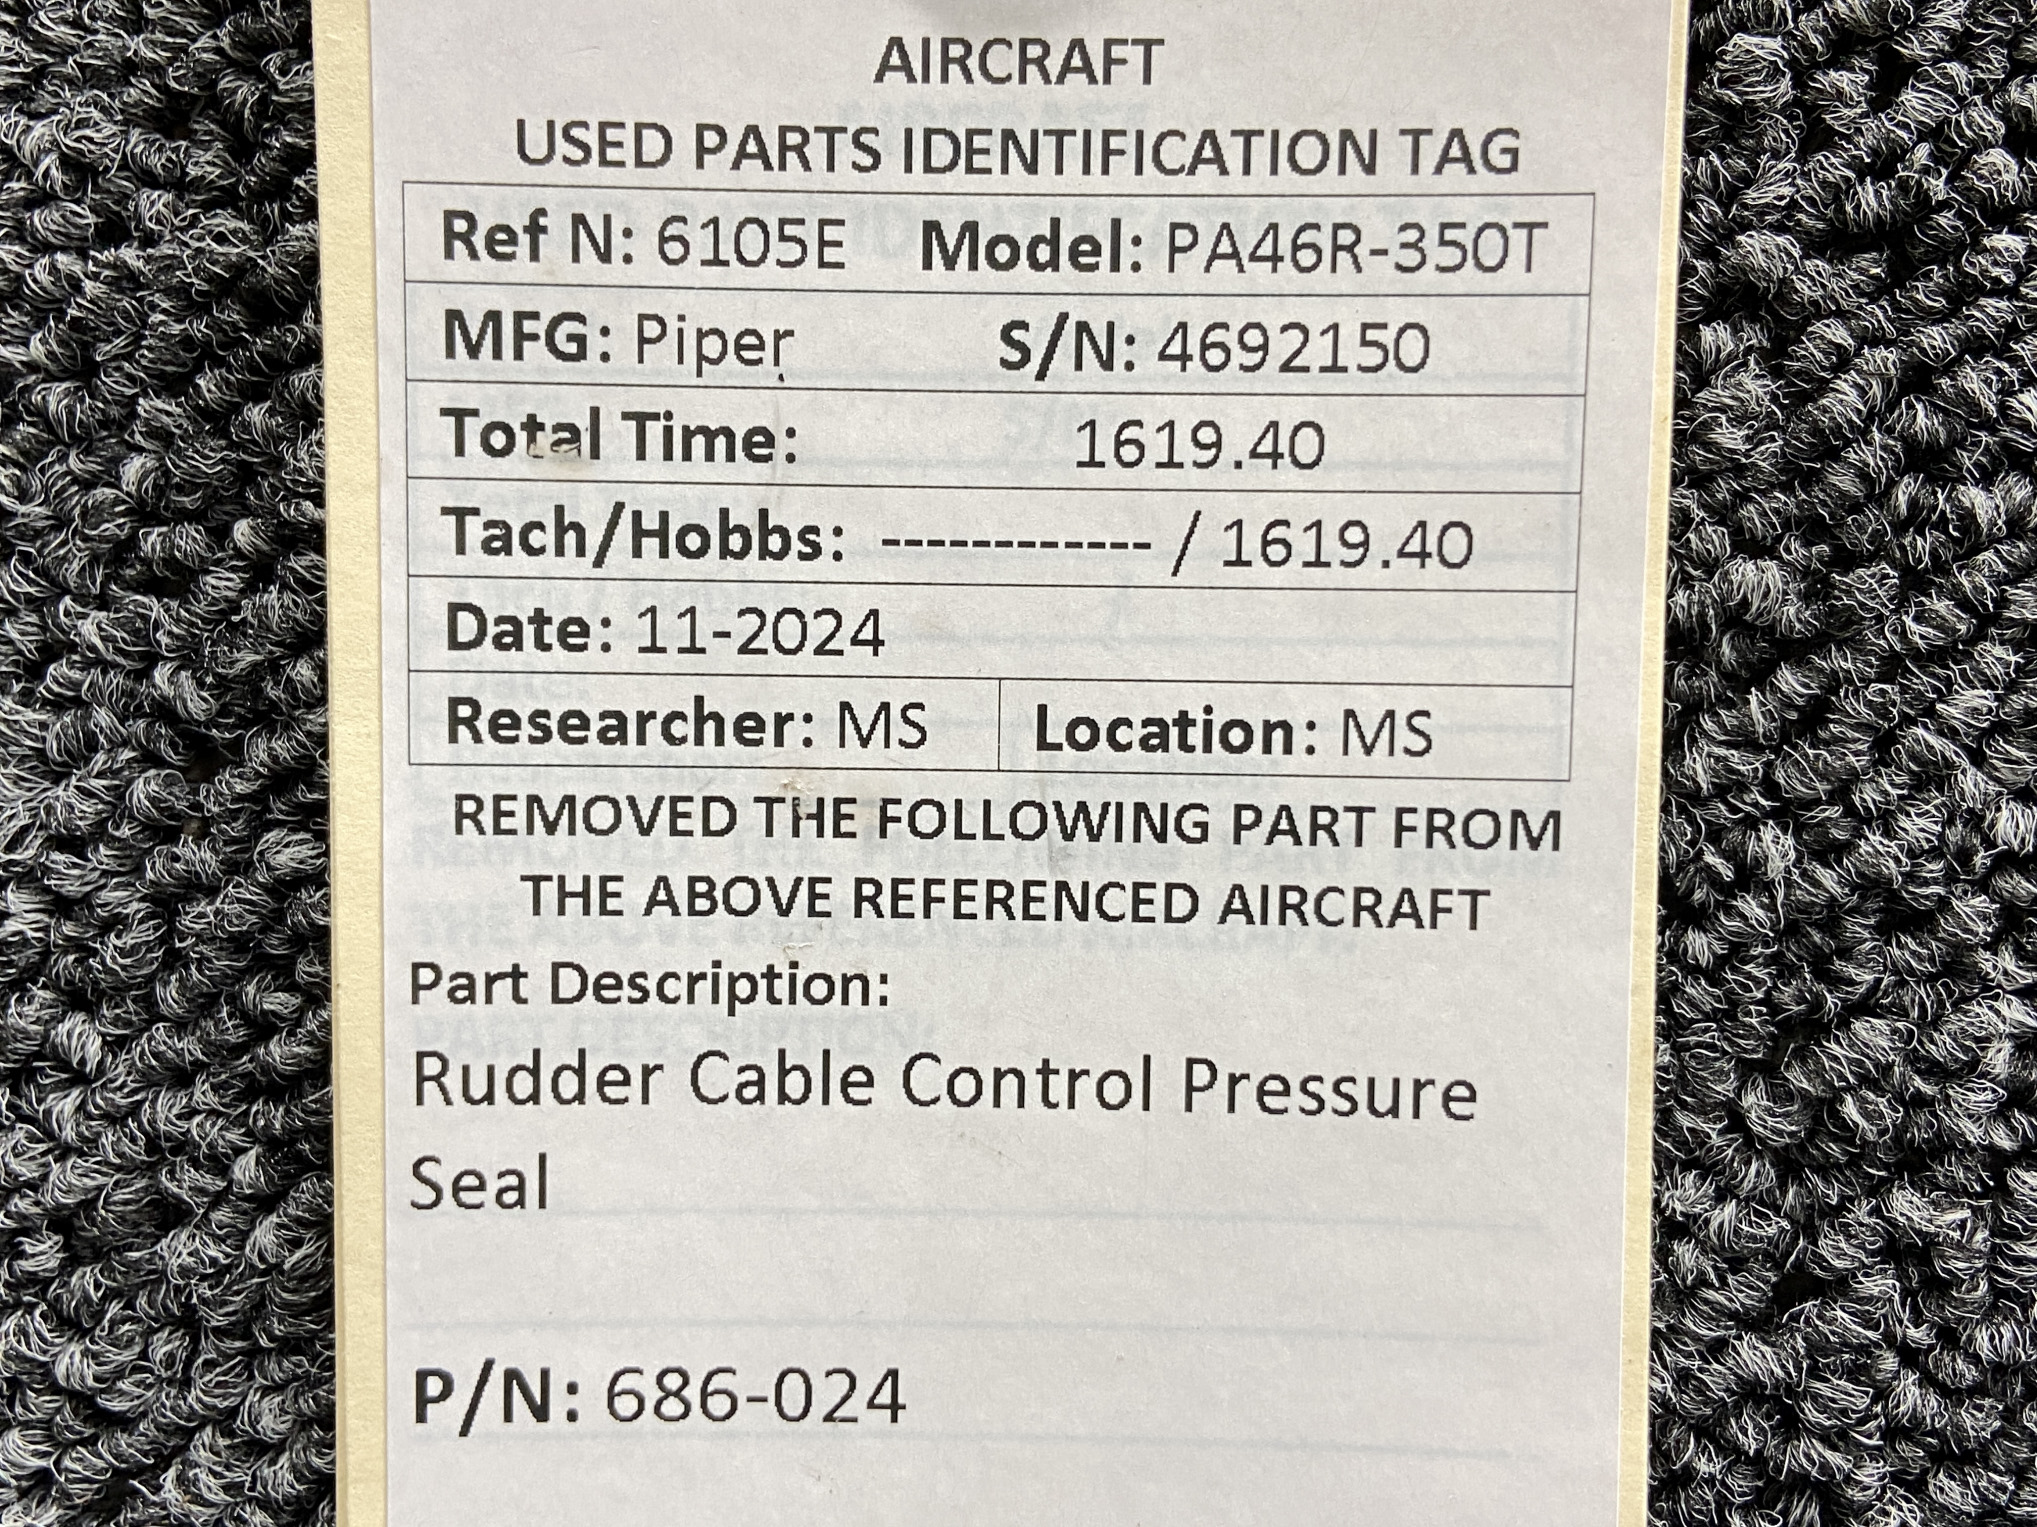 AIRCRAFT
USED PARTS IDENTIFICATION TAG
Ref N: 6105E Model: PA46R-350T
MFG: Piper S/N: 4692150
Total Time: 1619.40
Tach/Hobbs: ------------ / 1619.40
Date: 11-2024
Researcher: MS Location: MS
REMOVED THE FOLLOWING PART FROM
THE ABOVE REFERENCED AIRCRAFT
Part Description:
Rudder Cable Control Pressure
Seal
P/N: 686-024